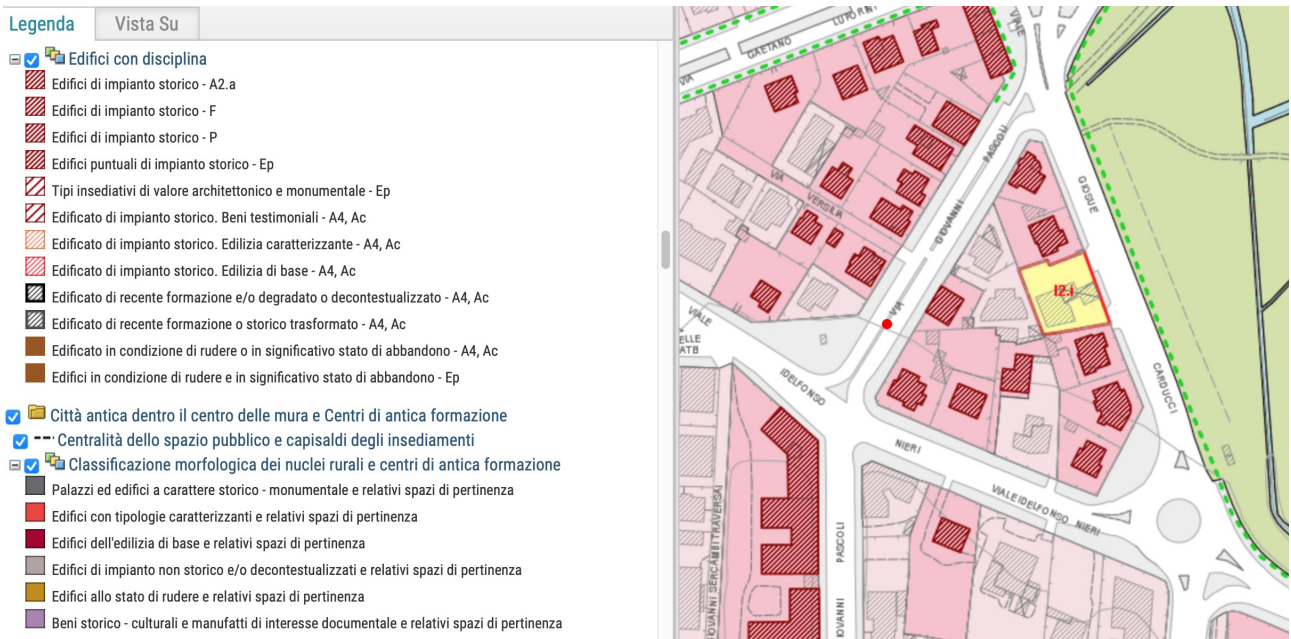 Legenda
Vista Su
Edifici con disciplina
Edifici di impianto storico - A2.a
Edifici di impianto storico - F
Edifici di impianto storico - P
Edifici puntuali di impianto storico - Ep
Tipi insediativi di valore architettonico e monumentale - Ep
Edificato di impianto storico. Beni testimoniali - A4, Ac
Edificato di impianto storico. Edilizia caratterizzante - A4, Ac
Edificato di impianto storico. Edilizia di base - A4, Ac
Edificato di recente formazione e/o degradato o decontestualizzato - A4, Ac
Edificato di recente formazione o storico trasformato - A4, Ac
Edificato in condizione di rudere o in significativo stato di abbandono - A4, Ac
Edifici in condizione di rudere e in significativo stato di abbandono - Ep
Città antica dentro il centro delle mura e Centri di antica formazione
Centralità dello spazio pubblico e capisaldi degli insediamenti
Classificazione morfologica dei nuclei rurali e centri di antica formazione
Palazzi ed edifici a carattere storico - monumentale e relativi spazi di pertinenza
Edifici con tipologie caratterizzanti e relativi spazi di pertinenza
Edifici dell'edilizia di base e relativi spazi di pertinenza
Edifici di impianto non storico e/o decontestualizzati e relativi spazi di pertinenza
Edifici allo stato di rudere e relativi spazi di pertinenza
Beni storico - culturali e manufatti di interesse documentale e relativi spazi di pertinenza
VIA GAETANO LUPORINI
VIALE
VIA VERGILIA
VIA GIOVANNI PASCOLI
GIOSUE CARDUCCI
I2.i
VIALE IDELFONSO NIERI
ELLE
VIALE IDELFONSO NIERI
GIOVANNI PASCOLI